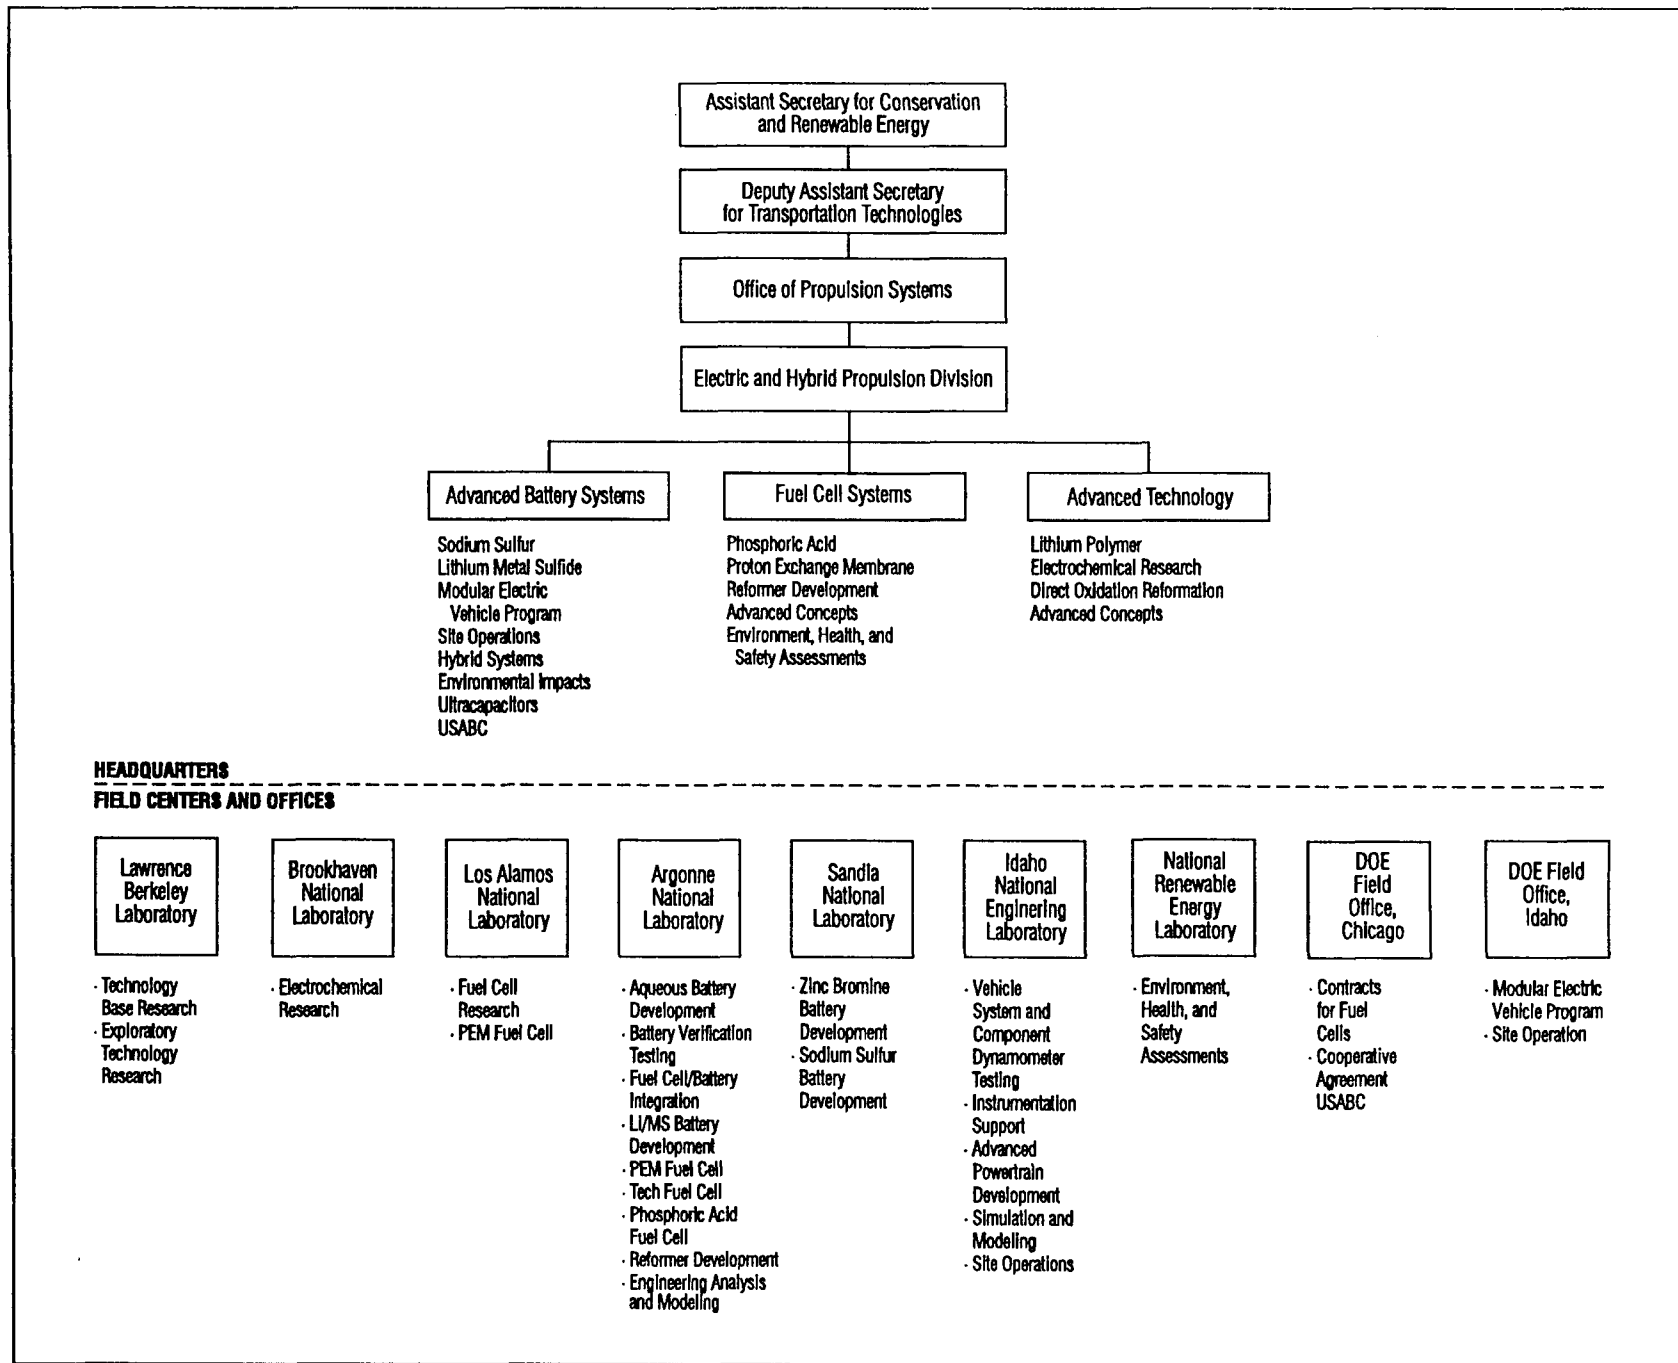 Assistant Secretary for Conservation
and Renewable Energy
Deputy Assistant Secretary
for Transportation Technologies
Office of Propulsion Systems
Electric and Hybrid Propulsion Division
Advanced Battery Systems
Sodium Sulfur
Lithium Metal Sulfide
Modular Electric
Vehicle Program
Site Operations
Hybrid Systems
Environmental Impacts
Ultracapacitors
USABC
Fuel Cell Systems
Phosphoric Acid
Proton Exchange Membrane
Reformer Development
Advanced Concepts
Environment, Health, and
Safety Assessments
Advanced Technology
Lithium Polymer
Electrochemical Research
Direct Oxidation Reformation
Advanced Concepts
HEADQUARTERS
FIELD CENTERS AND OFFICES
Lawrence
Berkeley
Laboratory
· Technology
Base Research
· Exploratory
Technology
Research
Brookhaven
National
Laboratory
· Electrochemical
Research
Los Alamos
National
Laboratory
· Fuel Cell
Research
· PEM Fuel Cell
Argonne
National
Laboratory
· Aqueous Battery
Development
· Battery Verification
Testing
· Fuel Cell/Battery
Integration
· LI/MS Battery
Development
· PEM Fuel Cell
· Tech Fuel Cell
· Phosphoric Acid
Fuel Cell
· Reformer Development
· Engineering Analysis
and Modeling
Sandia
National
Laboratory
· Zinc Bromine
Battery
Development
· Sodium Sulfur
Battery
Development
Idaho
National
Enginering
Laboratory
· Vehicle
System and
Component
Dynamometer
Testing
· Instrumentation
Support
· Advanced
Powertrain
Development
· Simulation and
Modeling
· Site Operations
National
Renewable
Energy
Laboratory
· Environment,
Health, and
Safety
Assessments
DOE
Field
Office,
Chicago
· Contracts
for Fuel
Cells
· Cooperative
Agreement
USABC
DOE Field
Office,
Idaho
· Modular Electric
Vehicle Program
· Site Operation